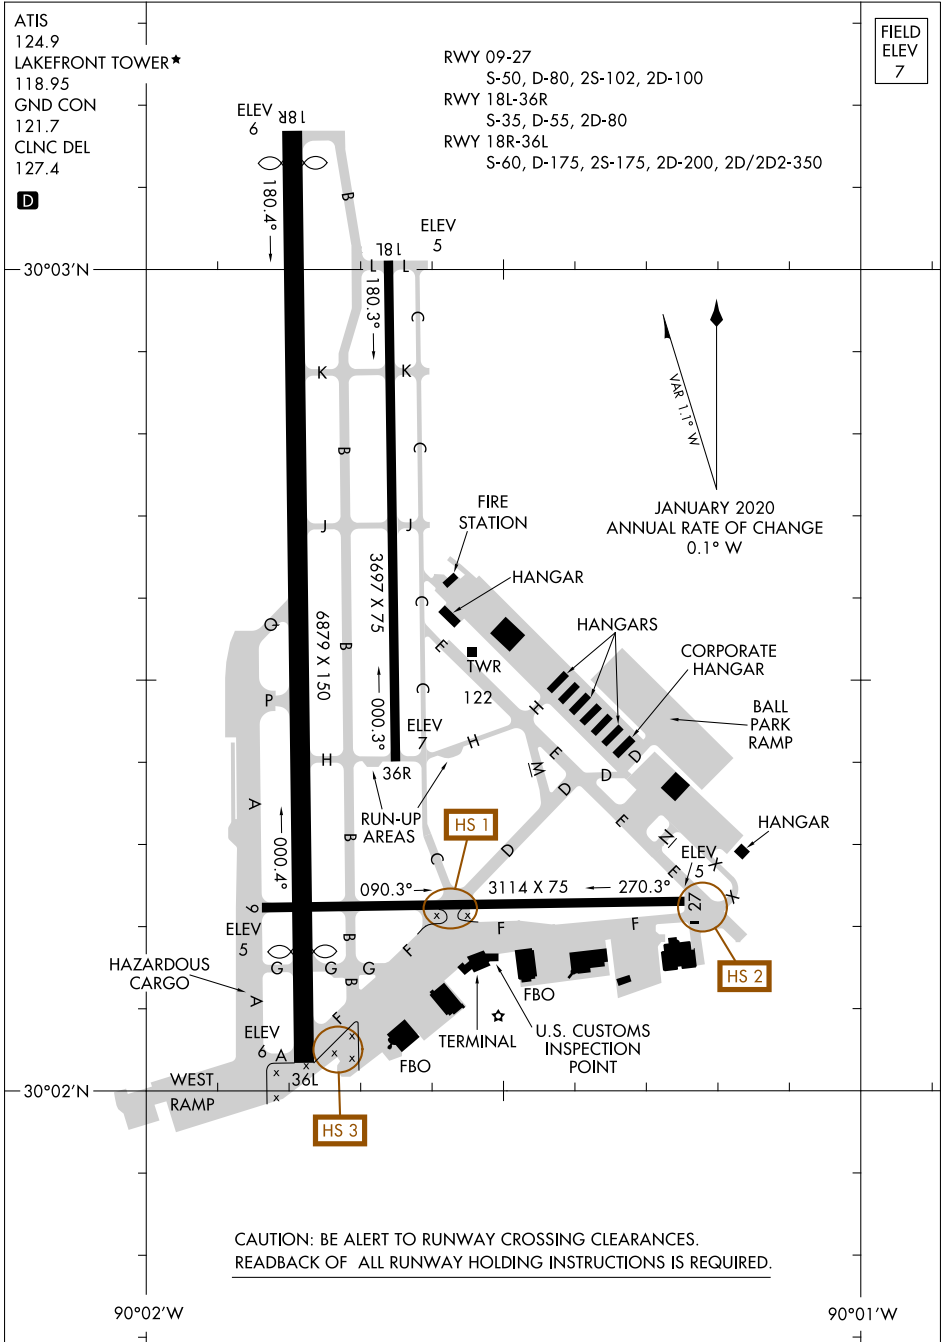 ATIS
124.9
LAKEFRONT TOWER★
118.95
GND CON
121.7
CLNC DEL
127.4
D
RWY 09-27
S-50, D-80, 2S-102, 2D-100
RWY 18L-36R
S-35, D-55, 2D-80
RWY 18R-36L
S-60, D-175, 2S-175, 2D-200, 2D/2D2-350
FIELD
ELEV
7
ELEV
6
18R
180.4°
B
ELEV
5
18L
30°03'N
L
L
180.3°
C
K
K
B
C
VAR 1.1° W
JANUARY 2020
ANNUAL RATE OF CHANGE
0.1° W
FIRE
STATION
J
J
HANGAR
3697 X 75
C
HANGARS
Q
6879 X 150
B
E
TWR
122
CORPORATE
HANGAR
P
000.3°
C
H
BALL
PARK
RAMP
ELEV
7
H
H
E
D
M
D
D
36R
A
RUN-UP
AREAS
HS 1
E
HANGAR
000.4°
B
C
D
N
E
X
X
ELEV
5
090.3°
3114 X 75
270.3°
9
27
ELEV
5
F
F
F
B
HAZARDOUS
CARGO
G
G
G
B
A
HS 2
FBO
ELEV
6
A
F
TERMINAL
U.S. CUSTOMS
INSPECTION
POINT
FBO
WEST
RAMP
36L
30°02'N
HS 3
x
x
x
x
x
x
x
x
CAUTION: BE ALERT TO RUNWAY CROSSING CLEARANCES.
READBACK OF ALL RUNWAY HOLDING INSTRUCTIONS IS REQUIRED.
90°02'W
90°01'W